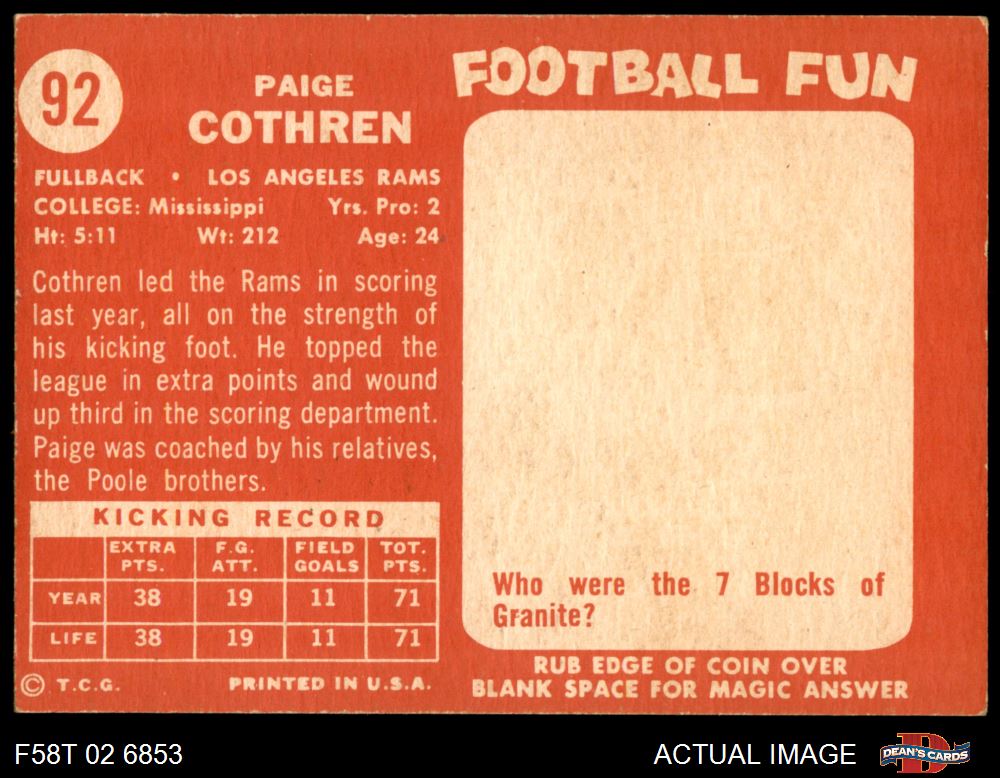 92
PAIGE
COTHREN
FULLBACK • LOS ANGELES RAMS
COLLEGE: Mississippi Yrs. Pro: 2
Ht: 5:11 Wt: 212 Age: 24
Cothren led the Rams in scoring
last year, all on the strength of
his kicking foot. He topped the
league in extra points and wound
up third in the scoring department.
Paige was coached by his relatives,
the Poole brothers.
KICKING RECORD
EXTRA PTS. F.G. ATT. FIELD GOALS TOT. PTS.
YEAR 38 19 11 71
LIFE 38 19 11 71
© T.C.G. PRINTED IN U.S.A.
FOOTBALL FUN
Who were the 7 Blocks of
Granite?
RUB EDGE OF COIN OVER
BLANK SPACE FOR MAGIC ANSWER
F58T 02 6853
ACTUAL IMAGE
D
DEAN'S CARDS